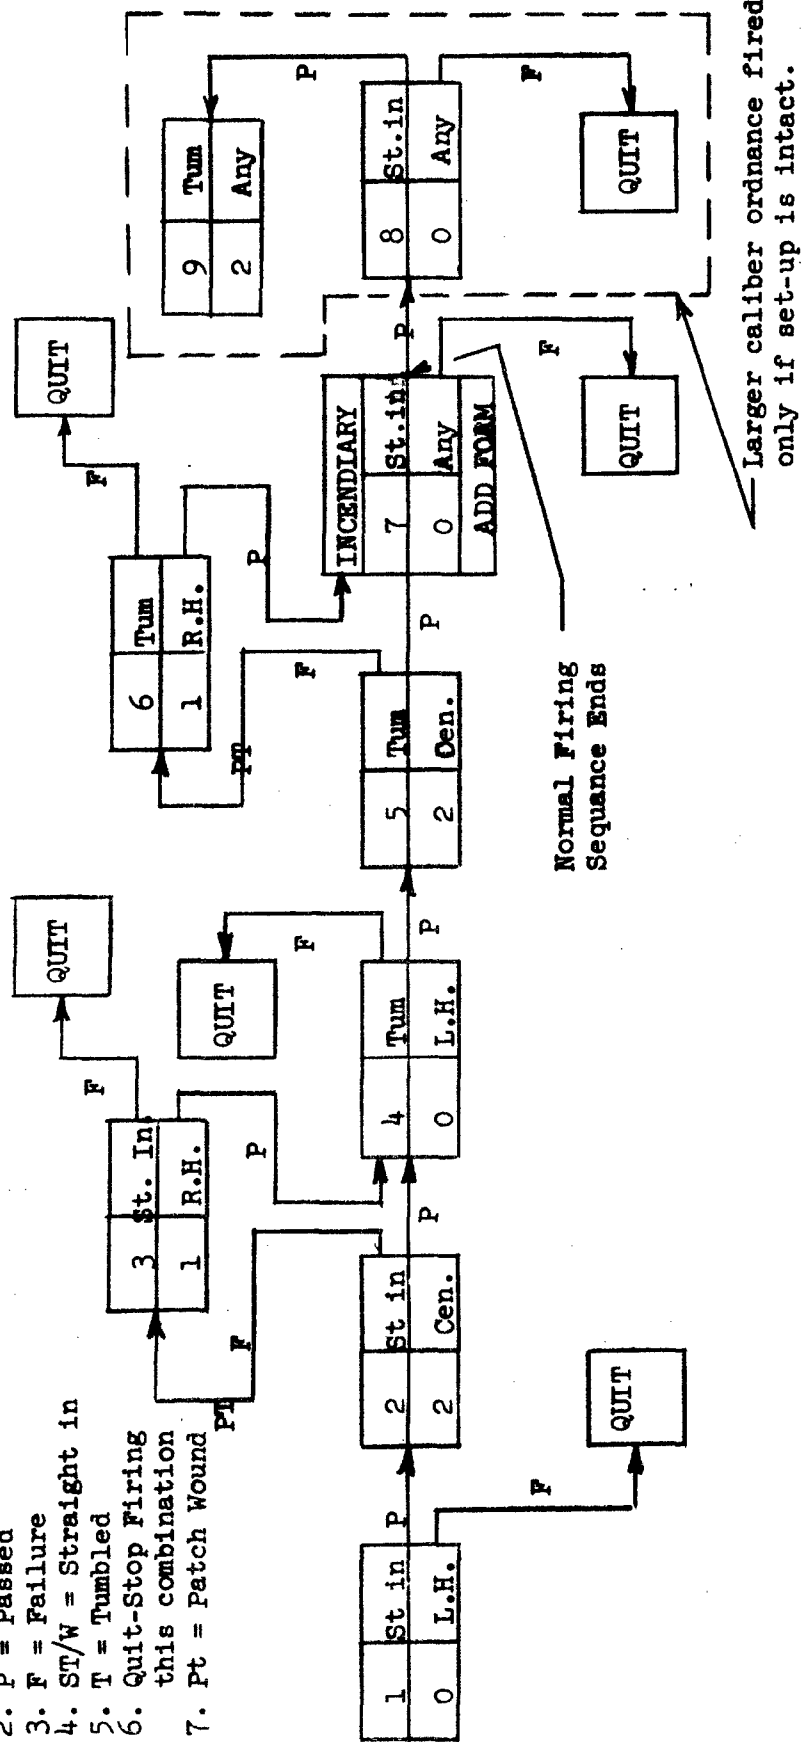 2. P = Passed
3. F = Failure
4. ST/W = Straight in
5. T = Tumbled
6. Quit-Stop Firing
this combination
7. Pt = Patch Wound
1 St in
0 L.H.
P
F
QUIT
2 St in
2 Cen.
P
F
PT
3 St. In.
1 R.H.
F
QUIT
P
4 Tum
0 L.H.
F
QUIT
P
5 Tum
2 Cen.
P
F
PT
6 Tum
1 R.H.
F
QUIT
P
INCENDIARY
7 St.in
0 Any
ADD FOAM
F
QUIT
P
Normal Firing
Sequance Ends
8 St.in
0 Any
F
QUIT
P
9 Tum
2 Any
Larger caliber ordnance fired
only if set-up is intact.